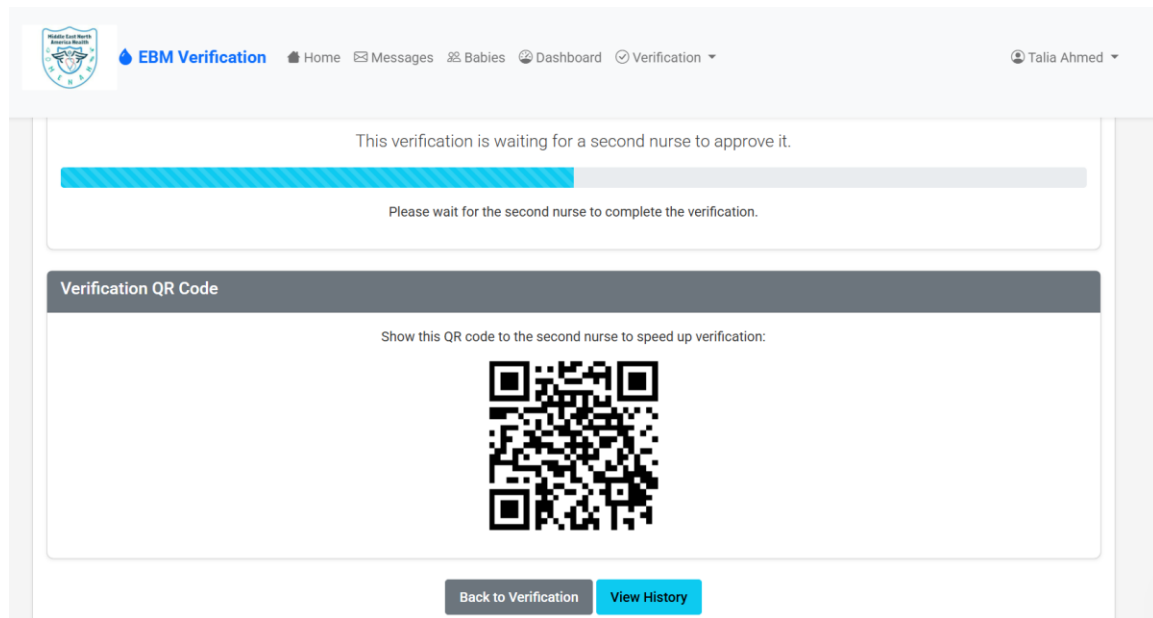 Middle East North
America Health
MENARA
EBM Verification
Home
Messages
Babies
Dashboard
Verification
Talia Ahmed
This verification is waiting for a second nurse to approve it.
Please wait for the second nurse to complete the verification.
Verification QR Code
Show this QR code to the second nurse to speed up verification:
Back to Verification
View History